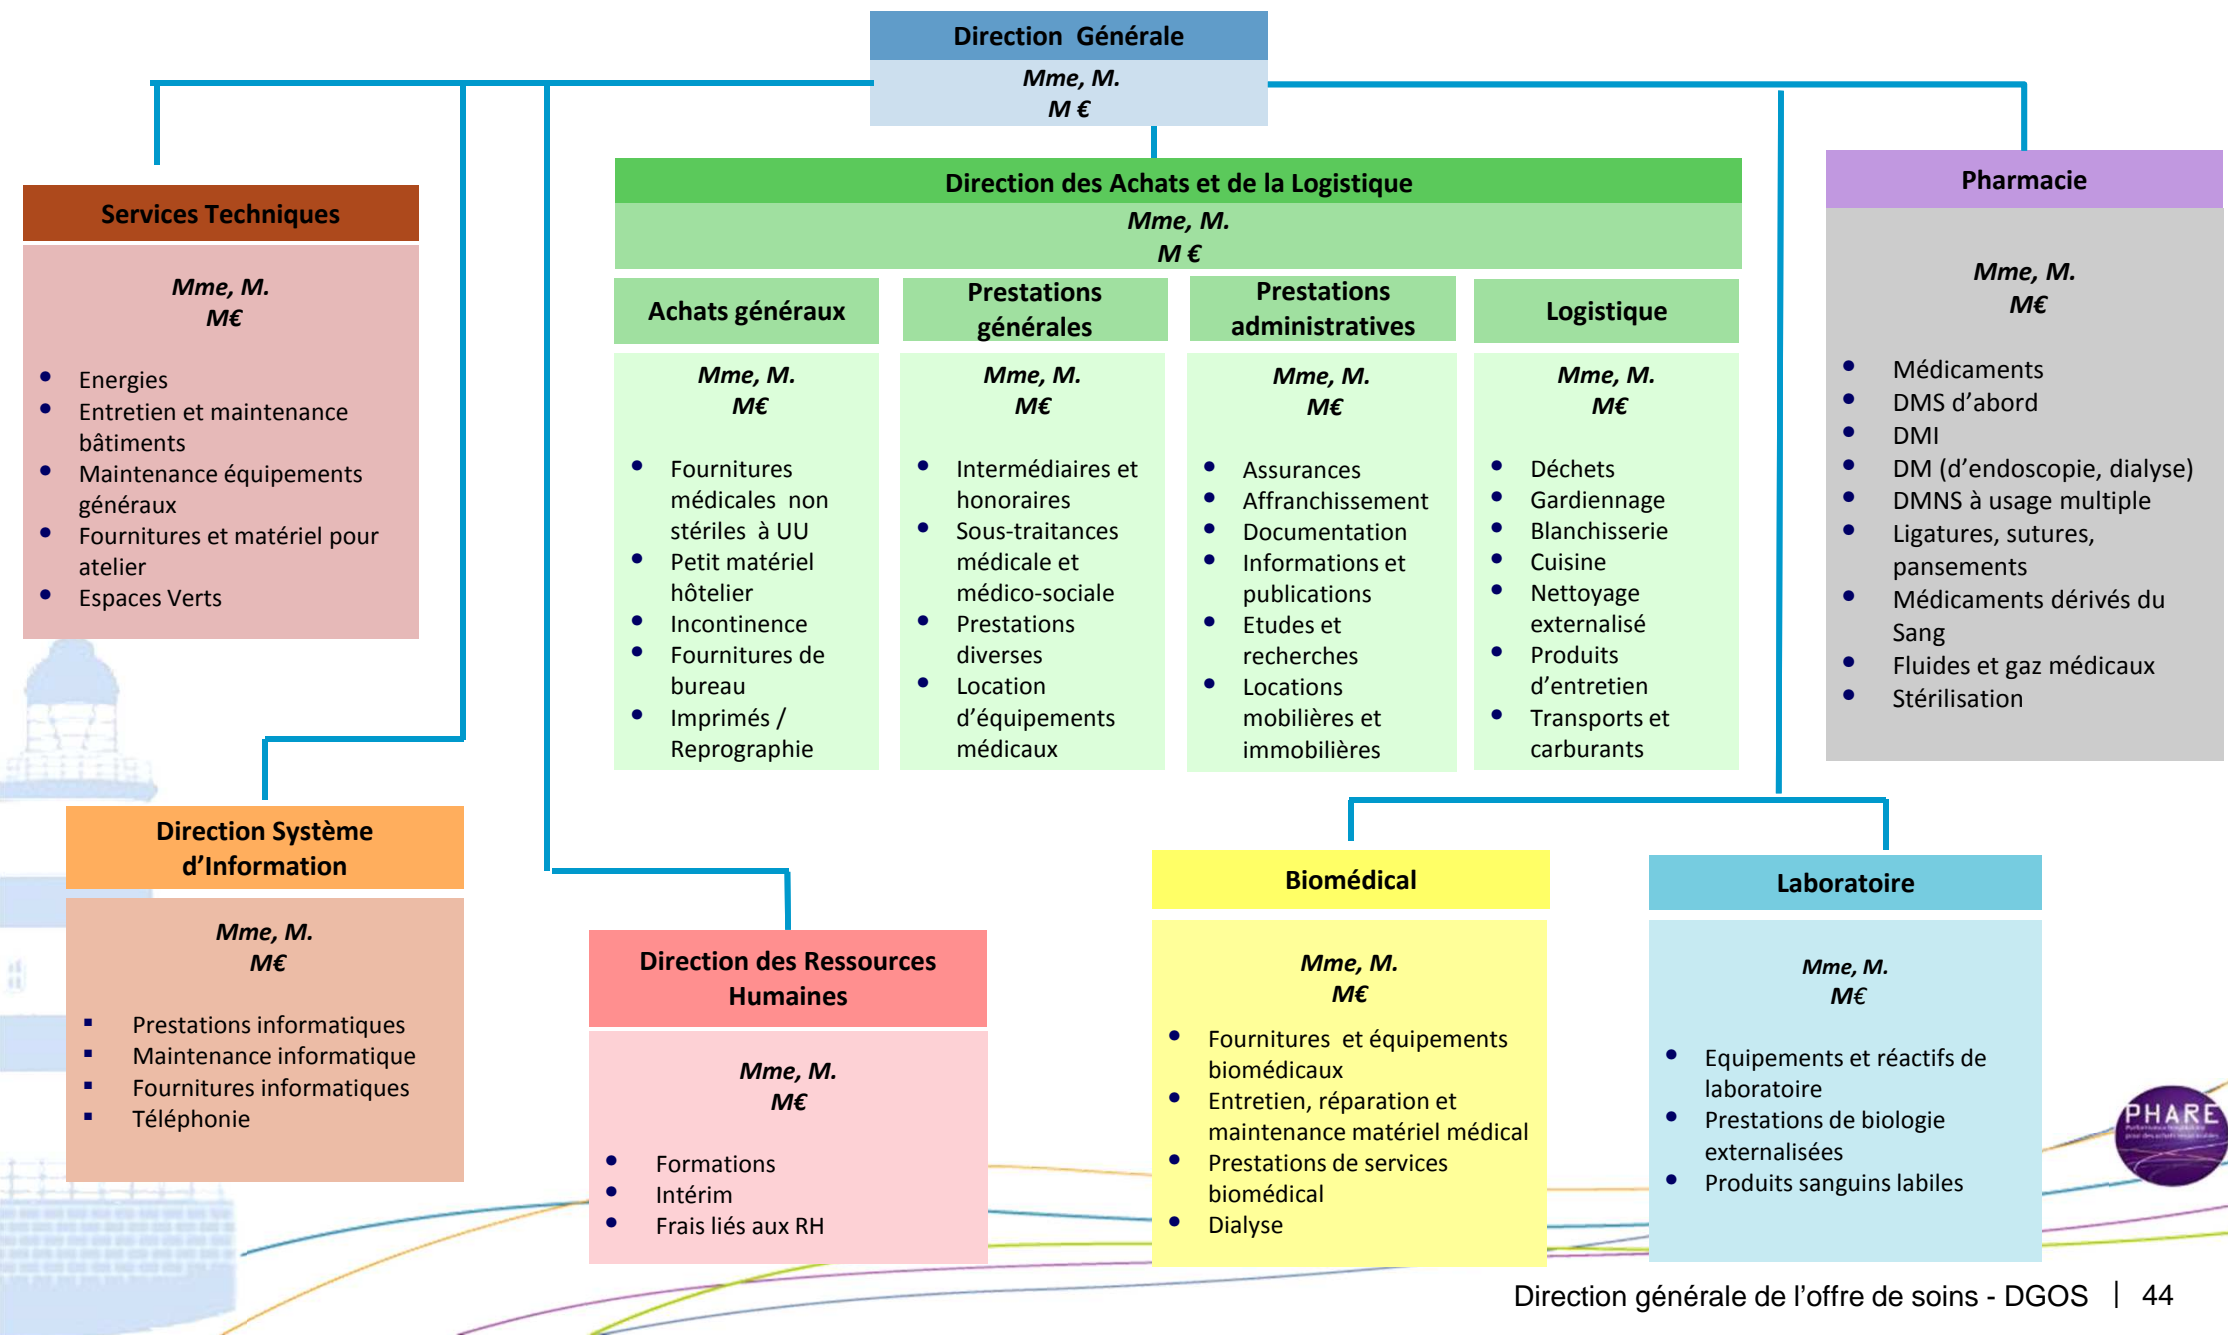 Direction  Générale
Mme, M.
M €
Services Techniques
Mme, M.
M€
• Energies
• Entretien et maintenance
bâtiments
• Maintenance équipements
généraux
• Fournitures et matériel pour
atelier
• Espaces Verts
Direction des Achats et de la Logistique
Mme, M.
M €
Achats généraux
Mme, M.
M€
• Fournitures
médicales  non
stériles  à UU
• Petit matériel
hôtelier
• Incontinence
• Fournitures de
bureau
• Imprimés /
Reprographie
Prestations
générales
Mme, M.
M€
• Intermédiaires et
honoraires
• Sous-traitances
médicale et
médico-sociale
• Prestations
diverses
• Location
d’équipements
médicaux
Prestations
administratives
Mme, M.
M€
• Assurances
• Affranchissement
• Documentation
• Informations et
publications
• Etudes et
recherches
• Locations
mobilières et
immobilières
Logistique
Mme, M.
M€
• Déchets
• Gardiennage
• Blanchisserie
• Cuisine
• Nettoyage
externalisé
• Produits
d’entretien
• Transports et
carburants
Pharmacie
Mme, M.
M€
• Médicaments
• DMS d’abord
• DMI
• DM (d’endoscopie, dialyse)
• DMNS à usage multiple
• Ligatures, sutures,
pansements
• Médicaments dérivés du
Sang
• Fluides et gaz médicaux
• Stérilisation
Direction Système
d’Information
Mme, M.
M€
▪ Prestations informatiques
▪ Maintenance informatique
▪ Fournitures informatiques
▪ Téléphonie
Direction des Ressources
Humaines
Mme, M.
M€
• Formations
• Intérim
• Frais liés aux RH
Biomédical
Mme, M.
M€
• Fournitures  et équipements
biomédicaux
• Entretien, réparation et
maintenance matériel médical
• Prestations de services
biomédical
• Dialyse
Laboratoire
Mme, M.
M€
• Equipements et réactifs de
laboratoire
• Prestations de biologie
externalisées
• Produits sanguins labiles
PHARE
Direction générale de l’offre de soins - DGOS | 44